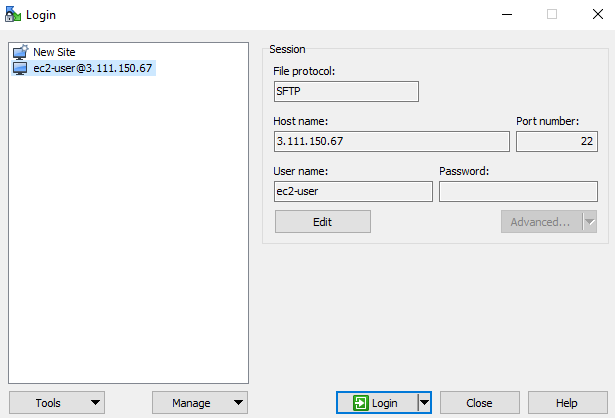 Login
New Site
ec2-user@3.111.150.67
Session
File protocol:
SFTP
Host name:
Port number:
3.111.150.67
22
User name:
Password:
ec2-user
Edit
Advanced...
Tools
Manage
Login
Close
Help